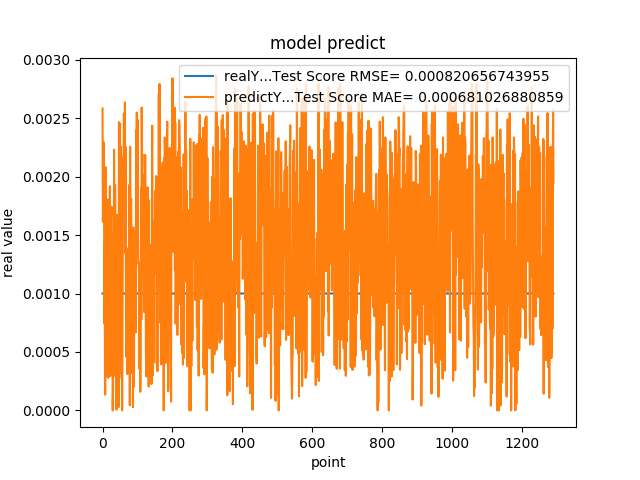 model predict
realY...Test Score RMSE= 0.000820656743955
predictY...Test Score MAE= 0.000681026880859
0.0030
0.0025
0.0020
0.0015
0.0010
0.0005
0.0000
real value
0 200 400 600 800 1000 1200
point